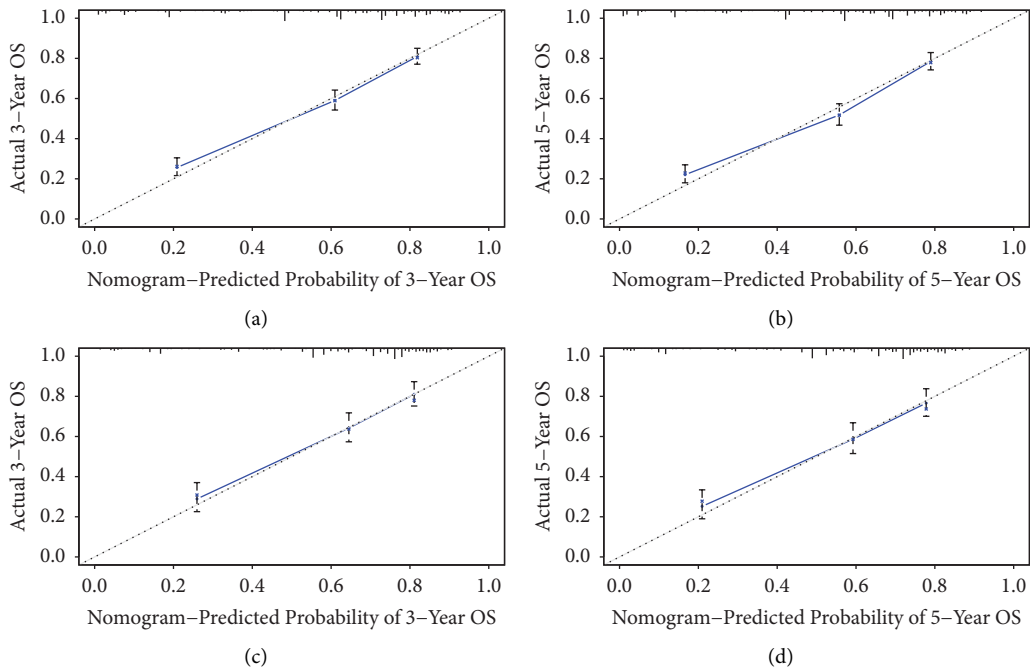 1.0
0.8
0.6
0.4
0.2
0.0
Actual 3−Year OS
0.0 0.2 0.4 0.6 0.8 1.0
Nomogram−Predicted Probability of 3−Year OS
(a)
1.0
0.8
0.6
0.4
0.2
0.0
Actual 5−Year OS
0.0 0.2 0.4 0.6 0.8 1.0
Nomogram−Predicted Probability of 5−Year OS
(b)
1.0
0.8
0.6
0.4
0.2
0.0
Actual 3−Year OS
0.0 0.2 0.4 0.6 0.8 1.0
Nomogram−Predicted Probability of 3−Year OS
(c)
1.0
0.8
0.6
0.4
0.2
0.0
Actual 5−Year OS
0.0 0.2 0.4 0.6 0.8 1.0
Nomogram−Predicted Probability of 5−Year OS
(d)